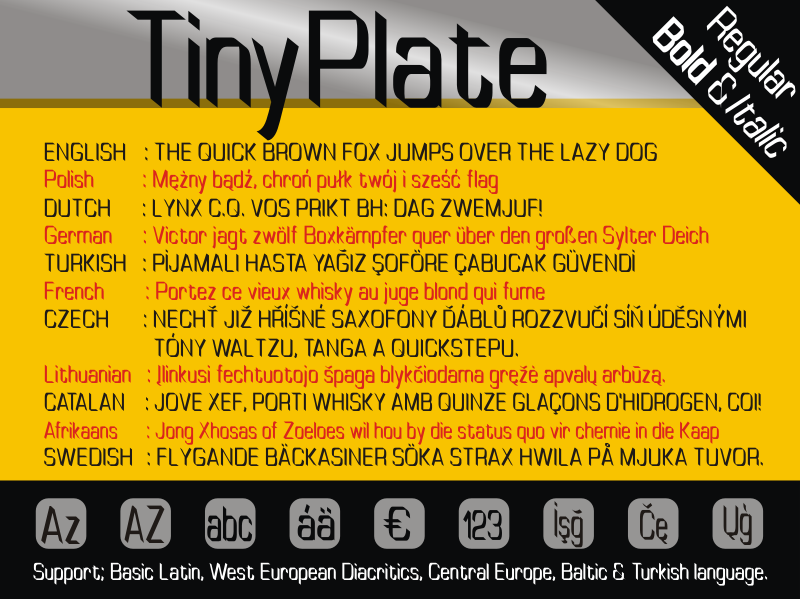 TinyPlate
Regular
Bold & Italic
ENGLISH : THE QUICK BROWN FOX JUMPS OVER THE LAZY DOG
Polish : Mężny bądź, chroń pułk twój i sześć flag
DUTCH : LYNX C.Q. VOS PRIKT BH: DAG ZWEMJUF!
German : Victor jagt zwölf Boxkämpfer quer über den großen Sylter Deich
TURKISH : PİJAMALI HASTA YAĞIZ ŞOFÖRE ÇABUCAK GÜVENDİ
French : Portez ce vieux whisky au juge blond qui fume
CZECH : NECHŤ JIŽ HŘÍŠNÉ SAXOFONY ĎÁBLŮ ROZZVUČÍ SÍŇ ÚDĚSNÝMI
TÓNY WALTZU, TANGA A QUICKSTEPU.
Lithuanian : Įlinkusi fechtuotojo špaga blykčiodama gręžė apvalų arbūzą.
CATALAN : JOVE XEF, PORTI WHISKY AMB QUINZE GLAÇONS D'HIDROGEN, COI!
Afrikaans : Jong Xhosas of Zoeloes wil hou by die status quo vir chemie in die Kaap
SWEDISH : FLYGANDE BÄCKASINER SÖKA STRAX HWILA PÅ MJUKA TUVOR.
Az AZ abc áä € 123 İşğ Čę Ųģ
Support; Basic Latin, West European Diacritics, Central Europe, Baltic & Turkish language.